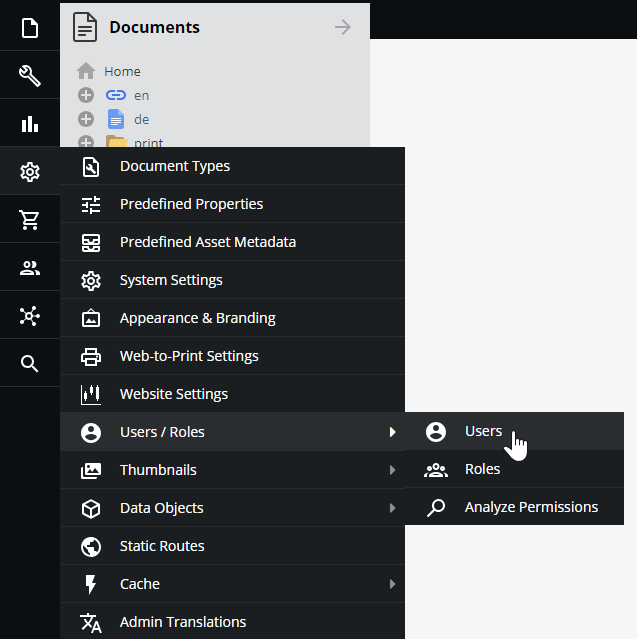 Documents
Home
en
de
print
Document Types
Predefined Properties
Predefined Asset Metadata
System Settings
Appearance & Branding
Web-to-Print Settings
Website Settings
Users / Roles
Users
Thumbnails
Roles
Data Objects
Analyze Permissions
Static Routes
Cache
Admin Translations